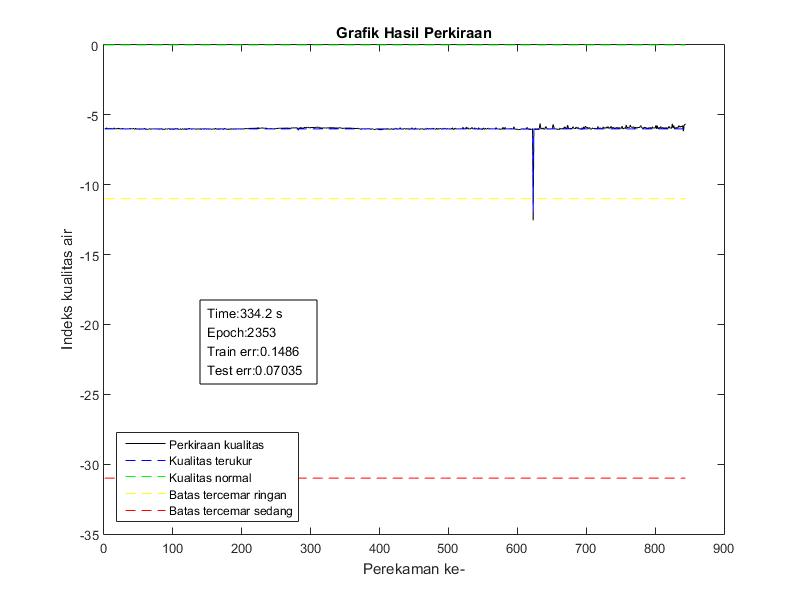 Grafik Hasil Perkiraan
0
-5
-10
-15
-20
-25
-30
-35
Indeks kualitas air
Time:334.2 s
Epoch:2353
Train err:0.1486
Test err:0.07035
Perkiraan kualitas
Kualitas terukur
Kualitas normal
Batas tercemar ringan
Batas tercemar sedang
0 100 200 300 400 500 600 700 800 900
Perekaman ke-